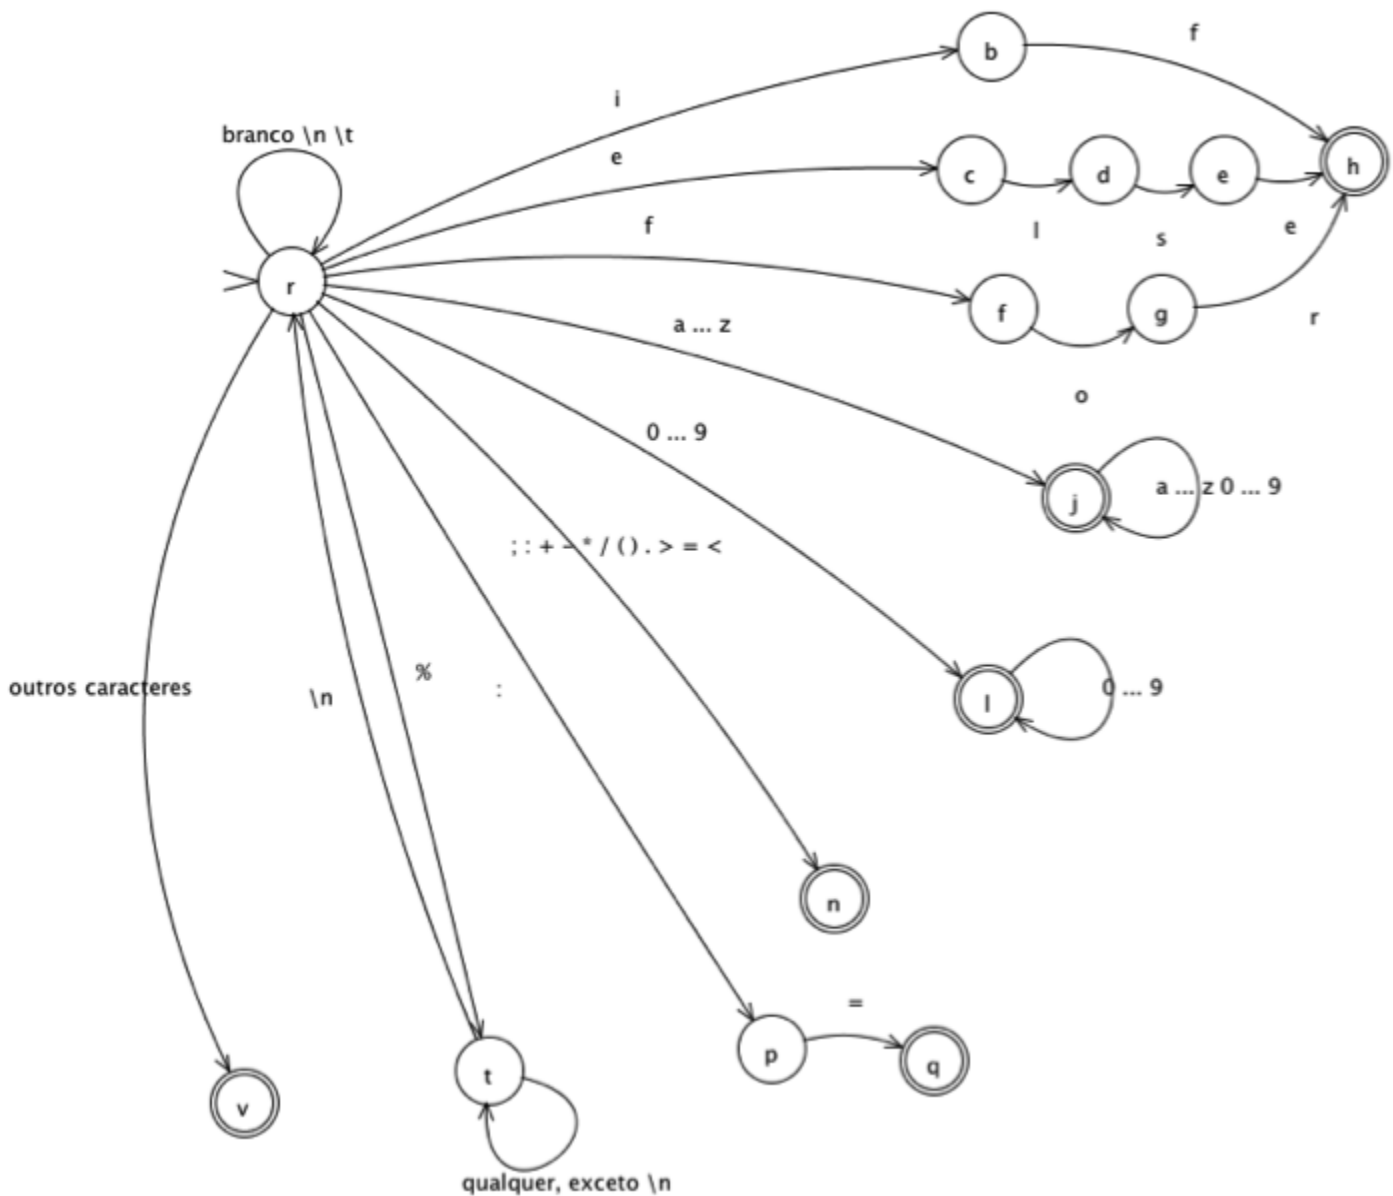 f
b
i
branco \n \t
e
h
c
d
e
f
l
s
e
r
f
g
a ... z
r
o
0 ... 9
a ... z 0 ... 9
j
; : + - * / ( ) . > = <
%
outros caracteres
\n
:
0 ... 9
l
n
=
p
q
t
v
qualquer, exceto \n